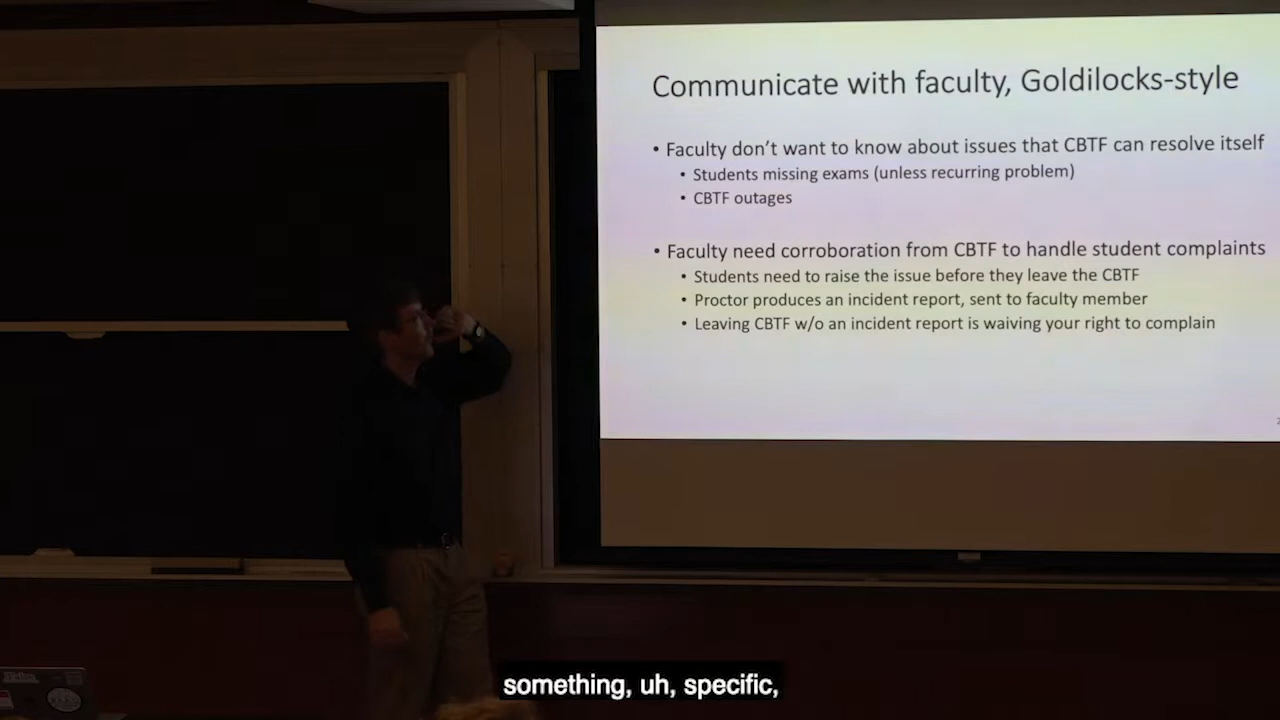 Communicate with faculty, Goldilocks-style
• Faculty don't want to know about issues that CBTF can resolve itself
• Students missing exams (unless recurring problem)
• CBTF outages
• Faculty need corroboration from CBTF to handle student complaints
• Students need to raise the issue before they leave the CBTF
• Proctor produces an incident report, sent to faculty member
• Leaving CBTF w/o an incident report is waiving your right to complain
something, uh, specific,